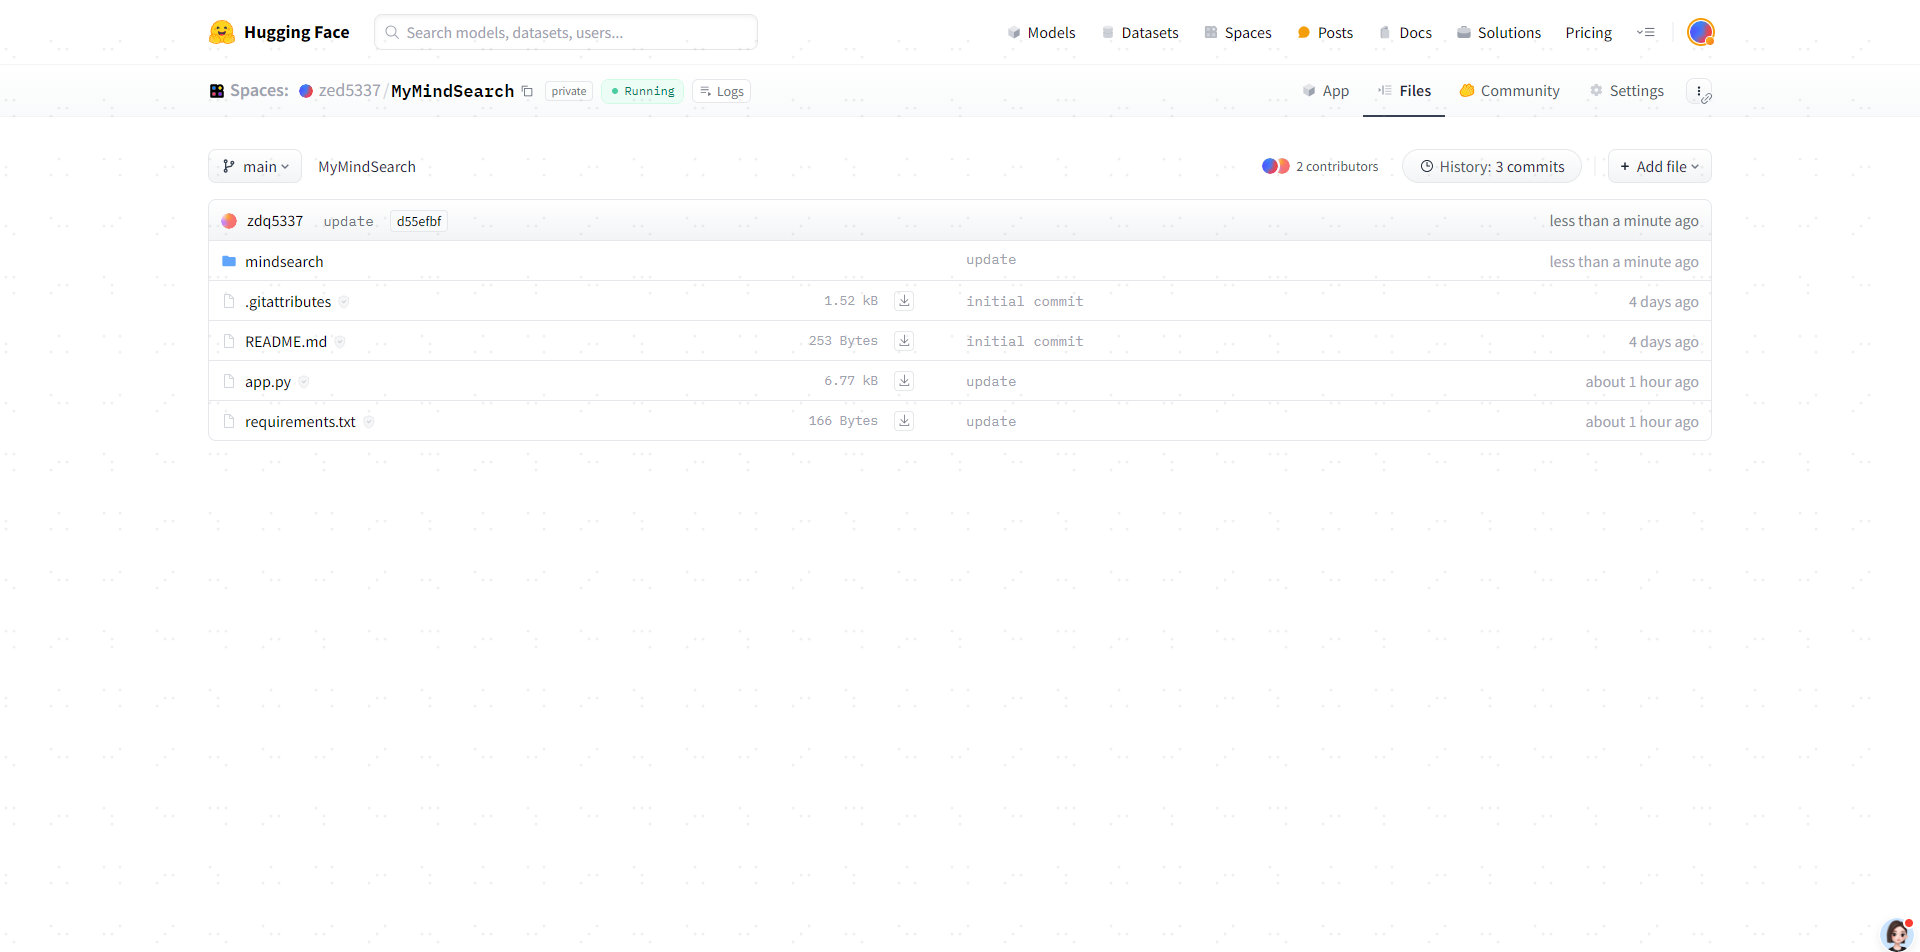 Hugging Face Search models, datasets, users... Models Datasets Spaces Posts Docs Solutions Pricing
Spaces: zed5337/MyMindSearch private Running Logs App Files Community Settings
main MyMindSearch 2 contributors History: 3 commits + Add file
zdq5337 update d55efbf less than a minute ago
mindsearch update less than a minute ago
.gitattributes 1.52 kB initial commit 4 days ago
README.md 253 Bytes initial commit 4 days ago
app.py 6.77 kB update about 1 hour ago
requirements.txt 166 Bytes update about 1 hour ago